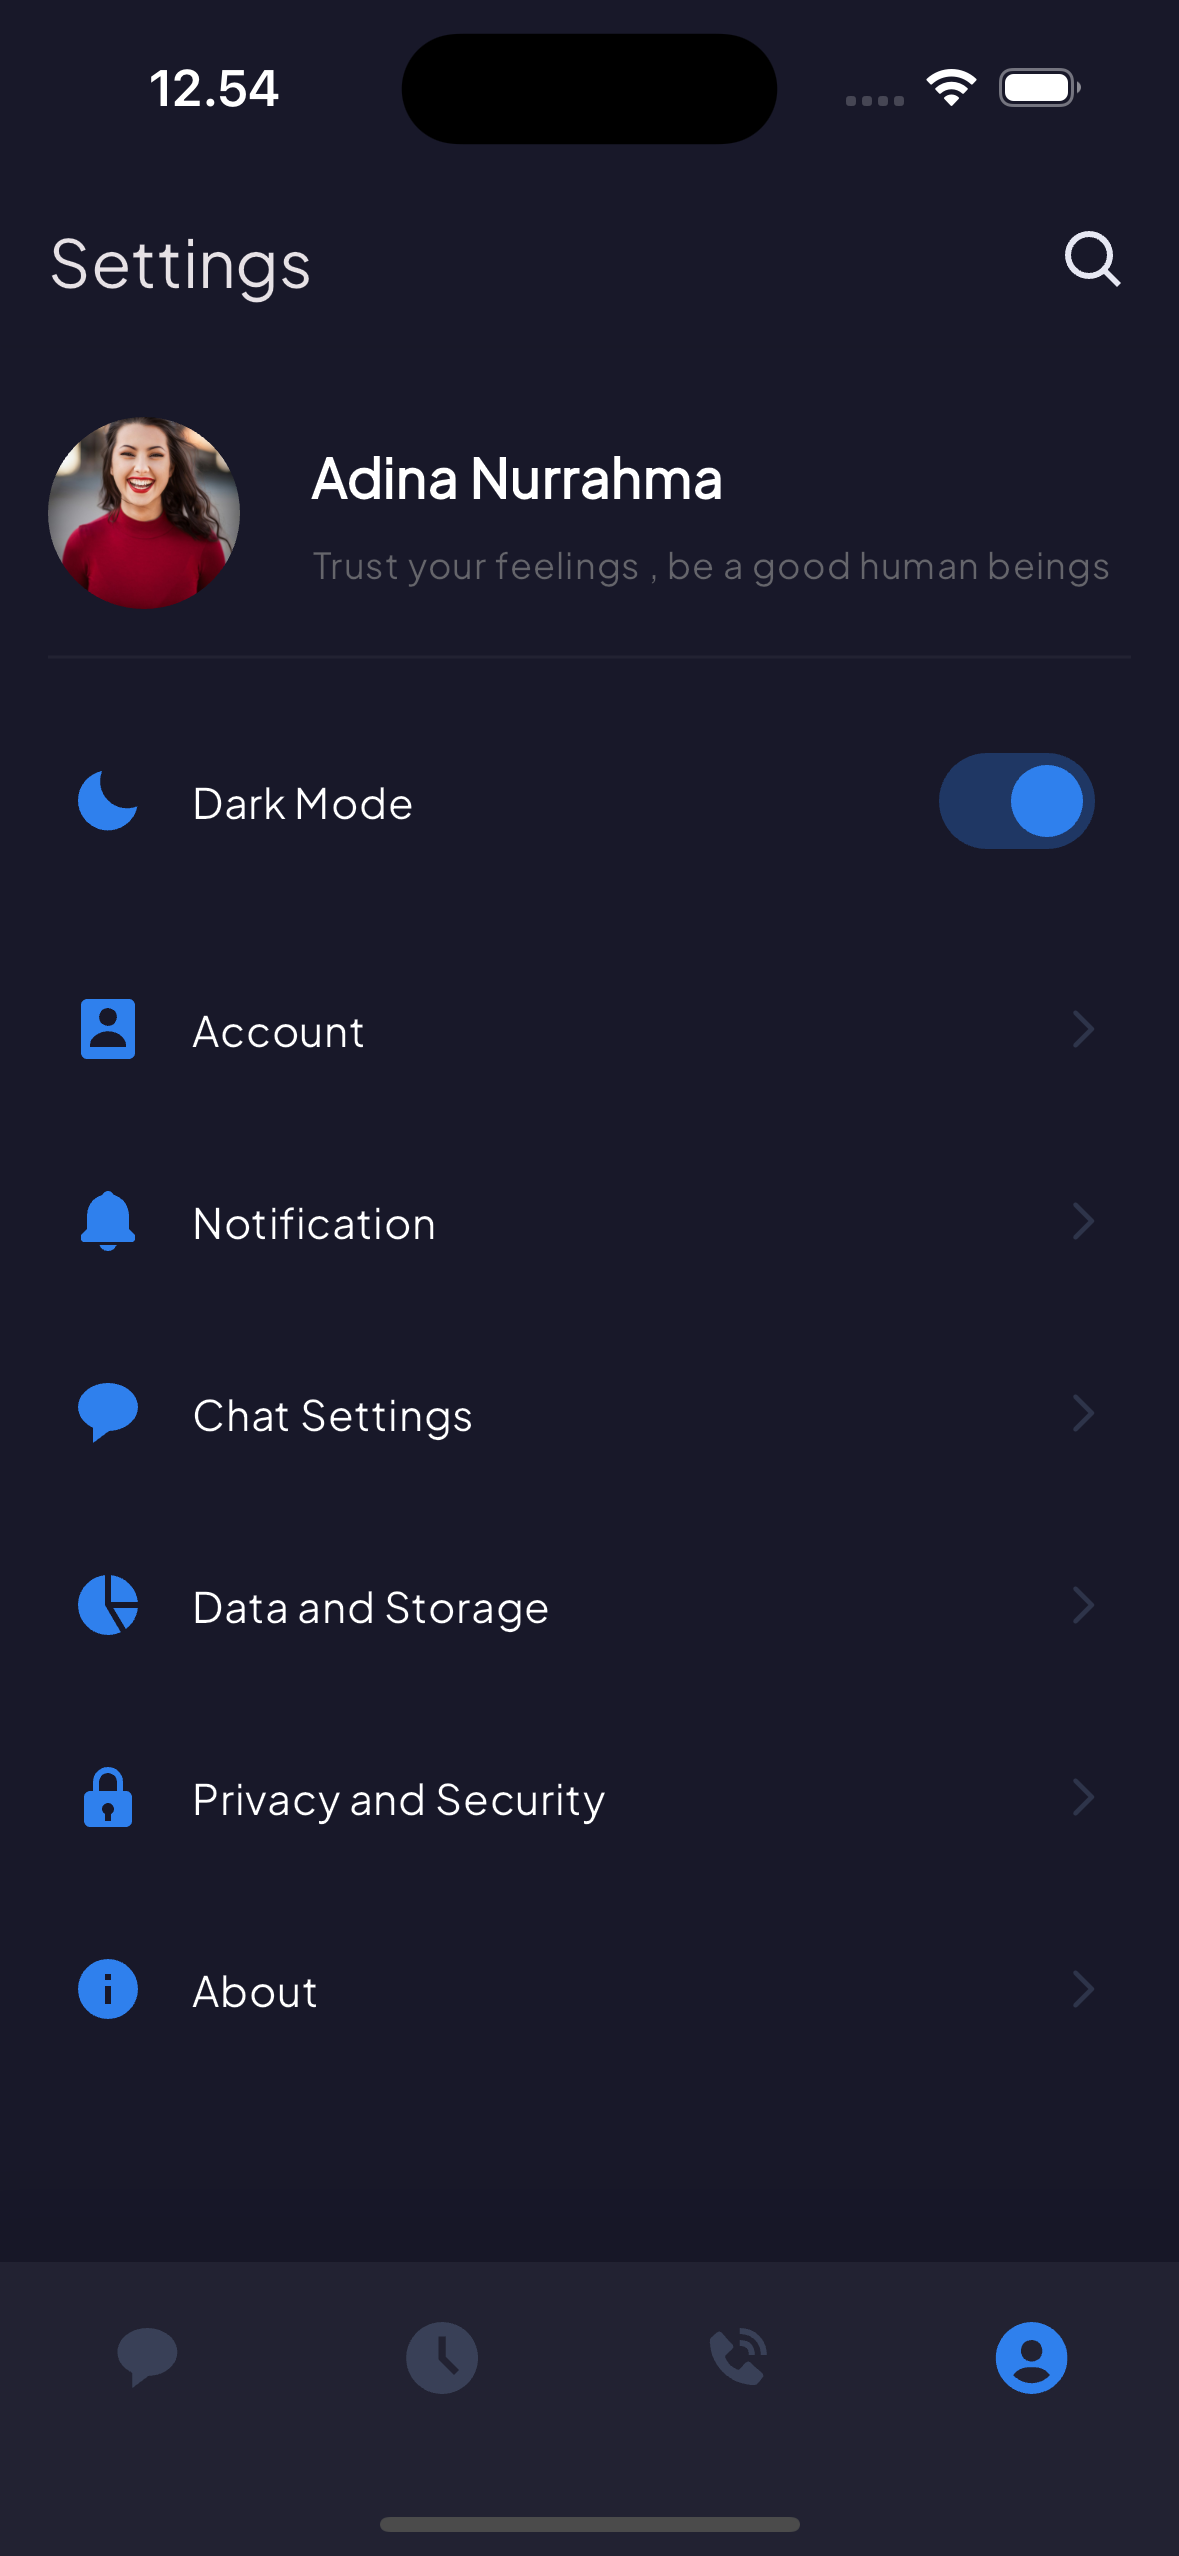 12.54
Settings
Adina Nurrahma
Trust your feelings , be a good human beings
Dark Mode
Account
Notification
Chat Settings
Data and Storage
Privacy and Security
About